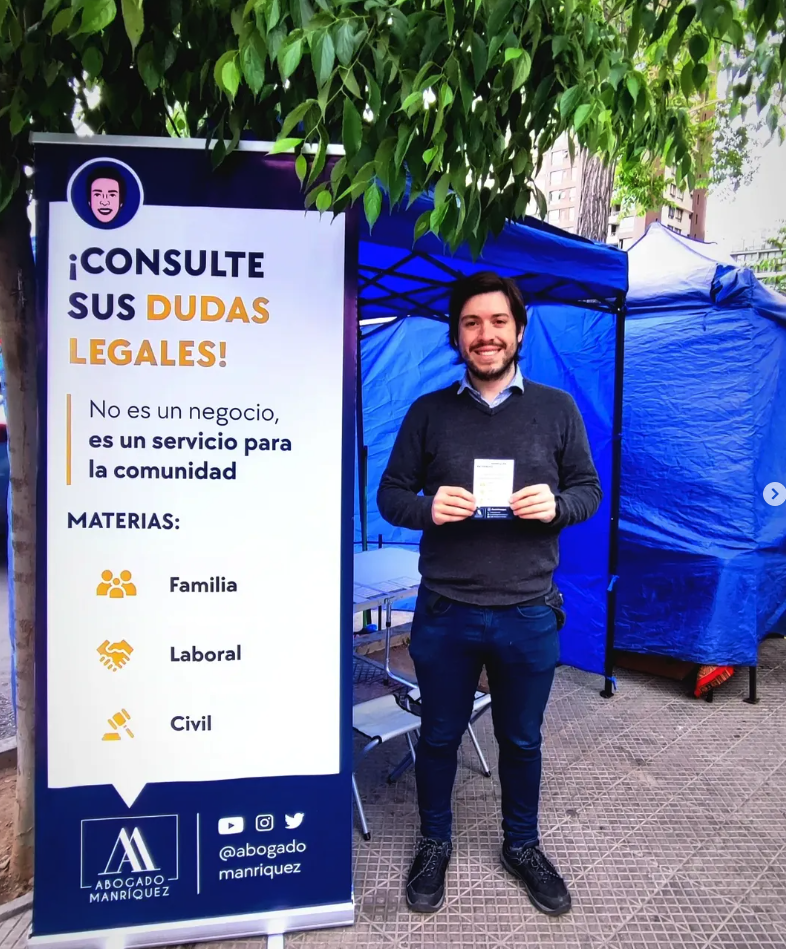 ¡CONSULTE
SUS DUDAS
LEGALES!
No es un negocio,
es un servicio para
la comunidad
MATERIAS:
Familia
Laboral
Civil
ABOGADO
MANRÍQUEZ
@abogado
manriquez